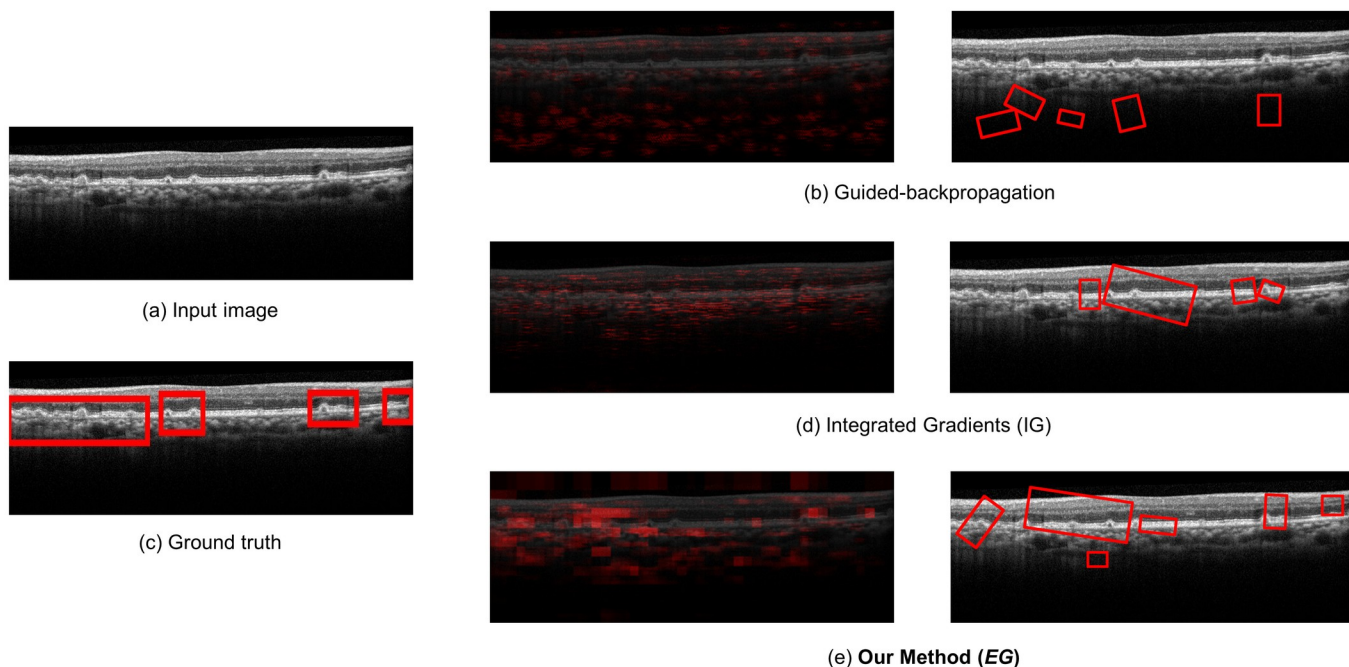 (a) Input image
(c) Ground truth
(b) Guided-backpropagation
(d) Integrated Gradients (IG)
(e) Our Method (EG)